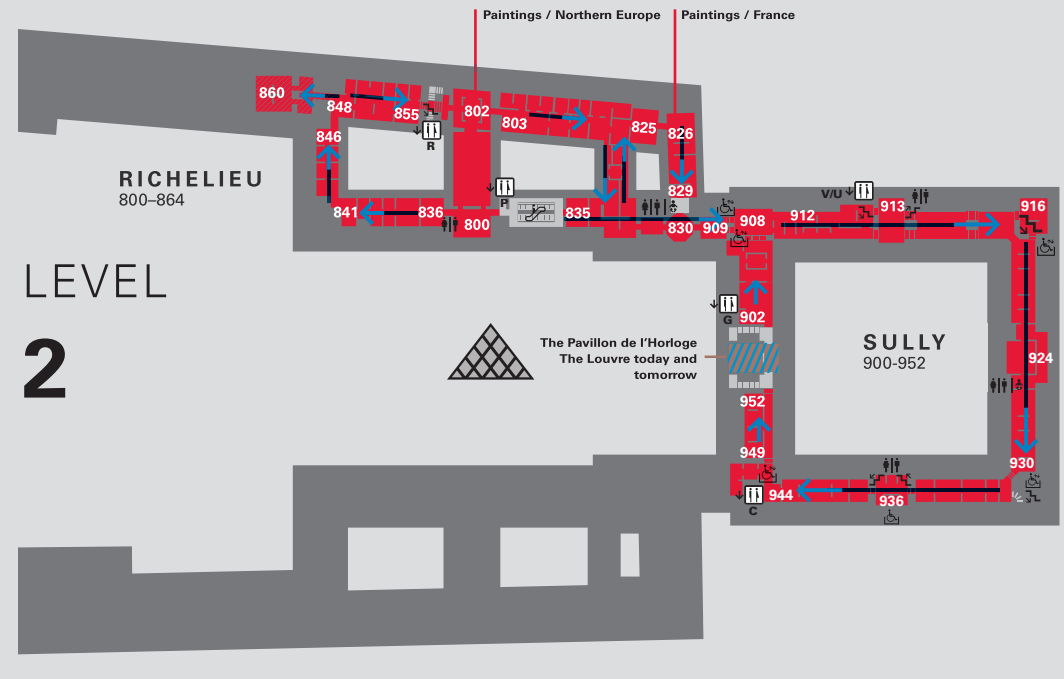 Paintings / Northern Europe
Paintings / France
860
848
855
802
803
825
826
846
R
829
RICHELIEU
800–864
P
V/U
841
836
800
835
830
909
908
912
913
916
LEVEL
2
G
902
The Pavillon de l'Horloge
The Louvre today and
tomorrow
SULLY
900-952
924
952
949
930
944
936
C